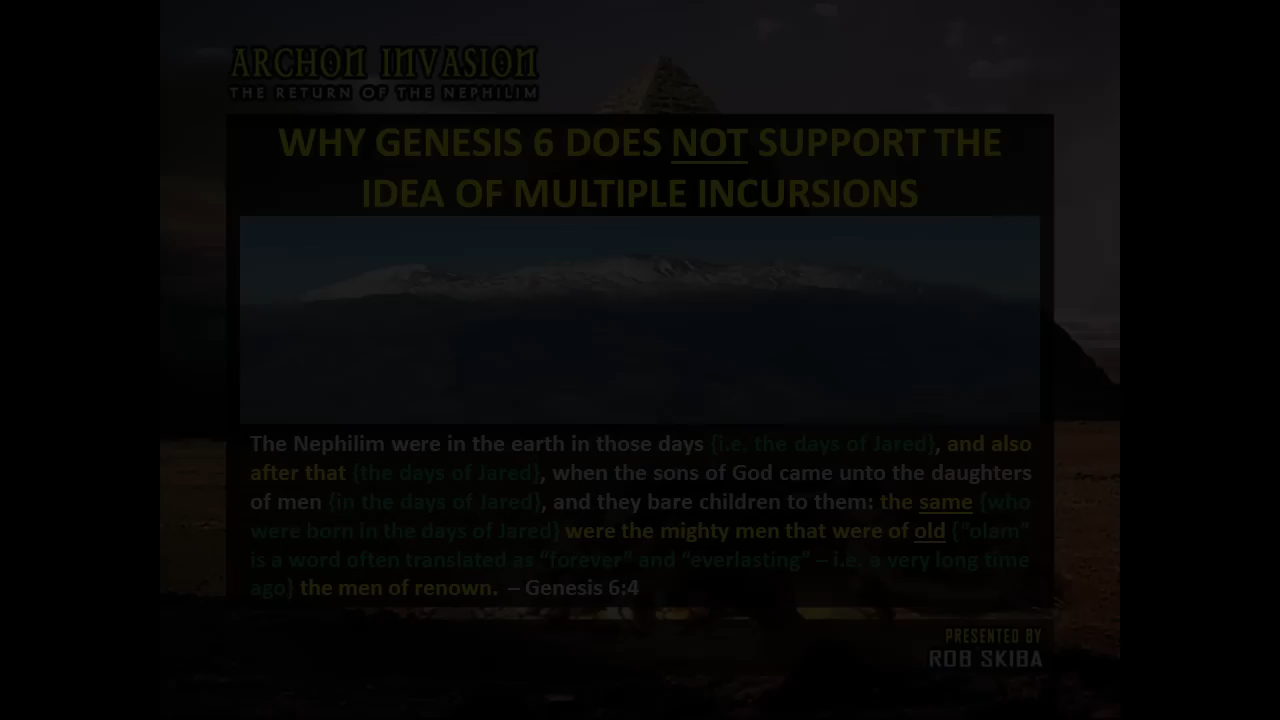 ARCHON INVASION
THE RETURN OF THE NEPHILIM
WHY GENESIS 6 DOES NOT SUPPORT THE
IDEA OF MULTIPLE INCURSIONS
The Nephilim were in the earth in those days {i.e. the days of Jared}, and also
after that {the days of Jared}, when the sons of God came unto the daughters
of men {in the days of Jared}, and they bare children to them: the same {who
were born in the days of Jared} were the mighty men that were of old {"olam"
is a word often translated as "forever" and "everlasting" – i.e. a very long time
ago} the men of renown. – Genesis 6:4
PRESENTED BY
ROB SKIBA